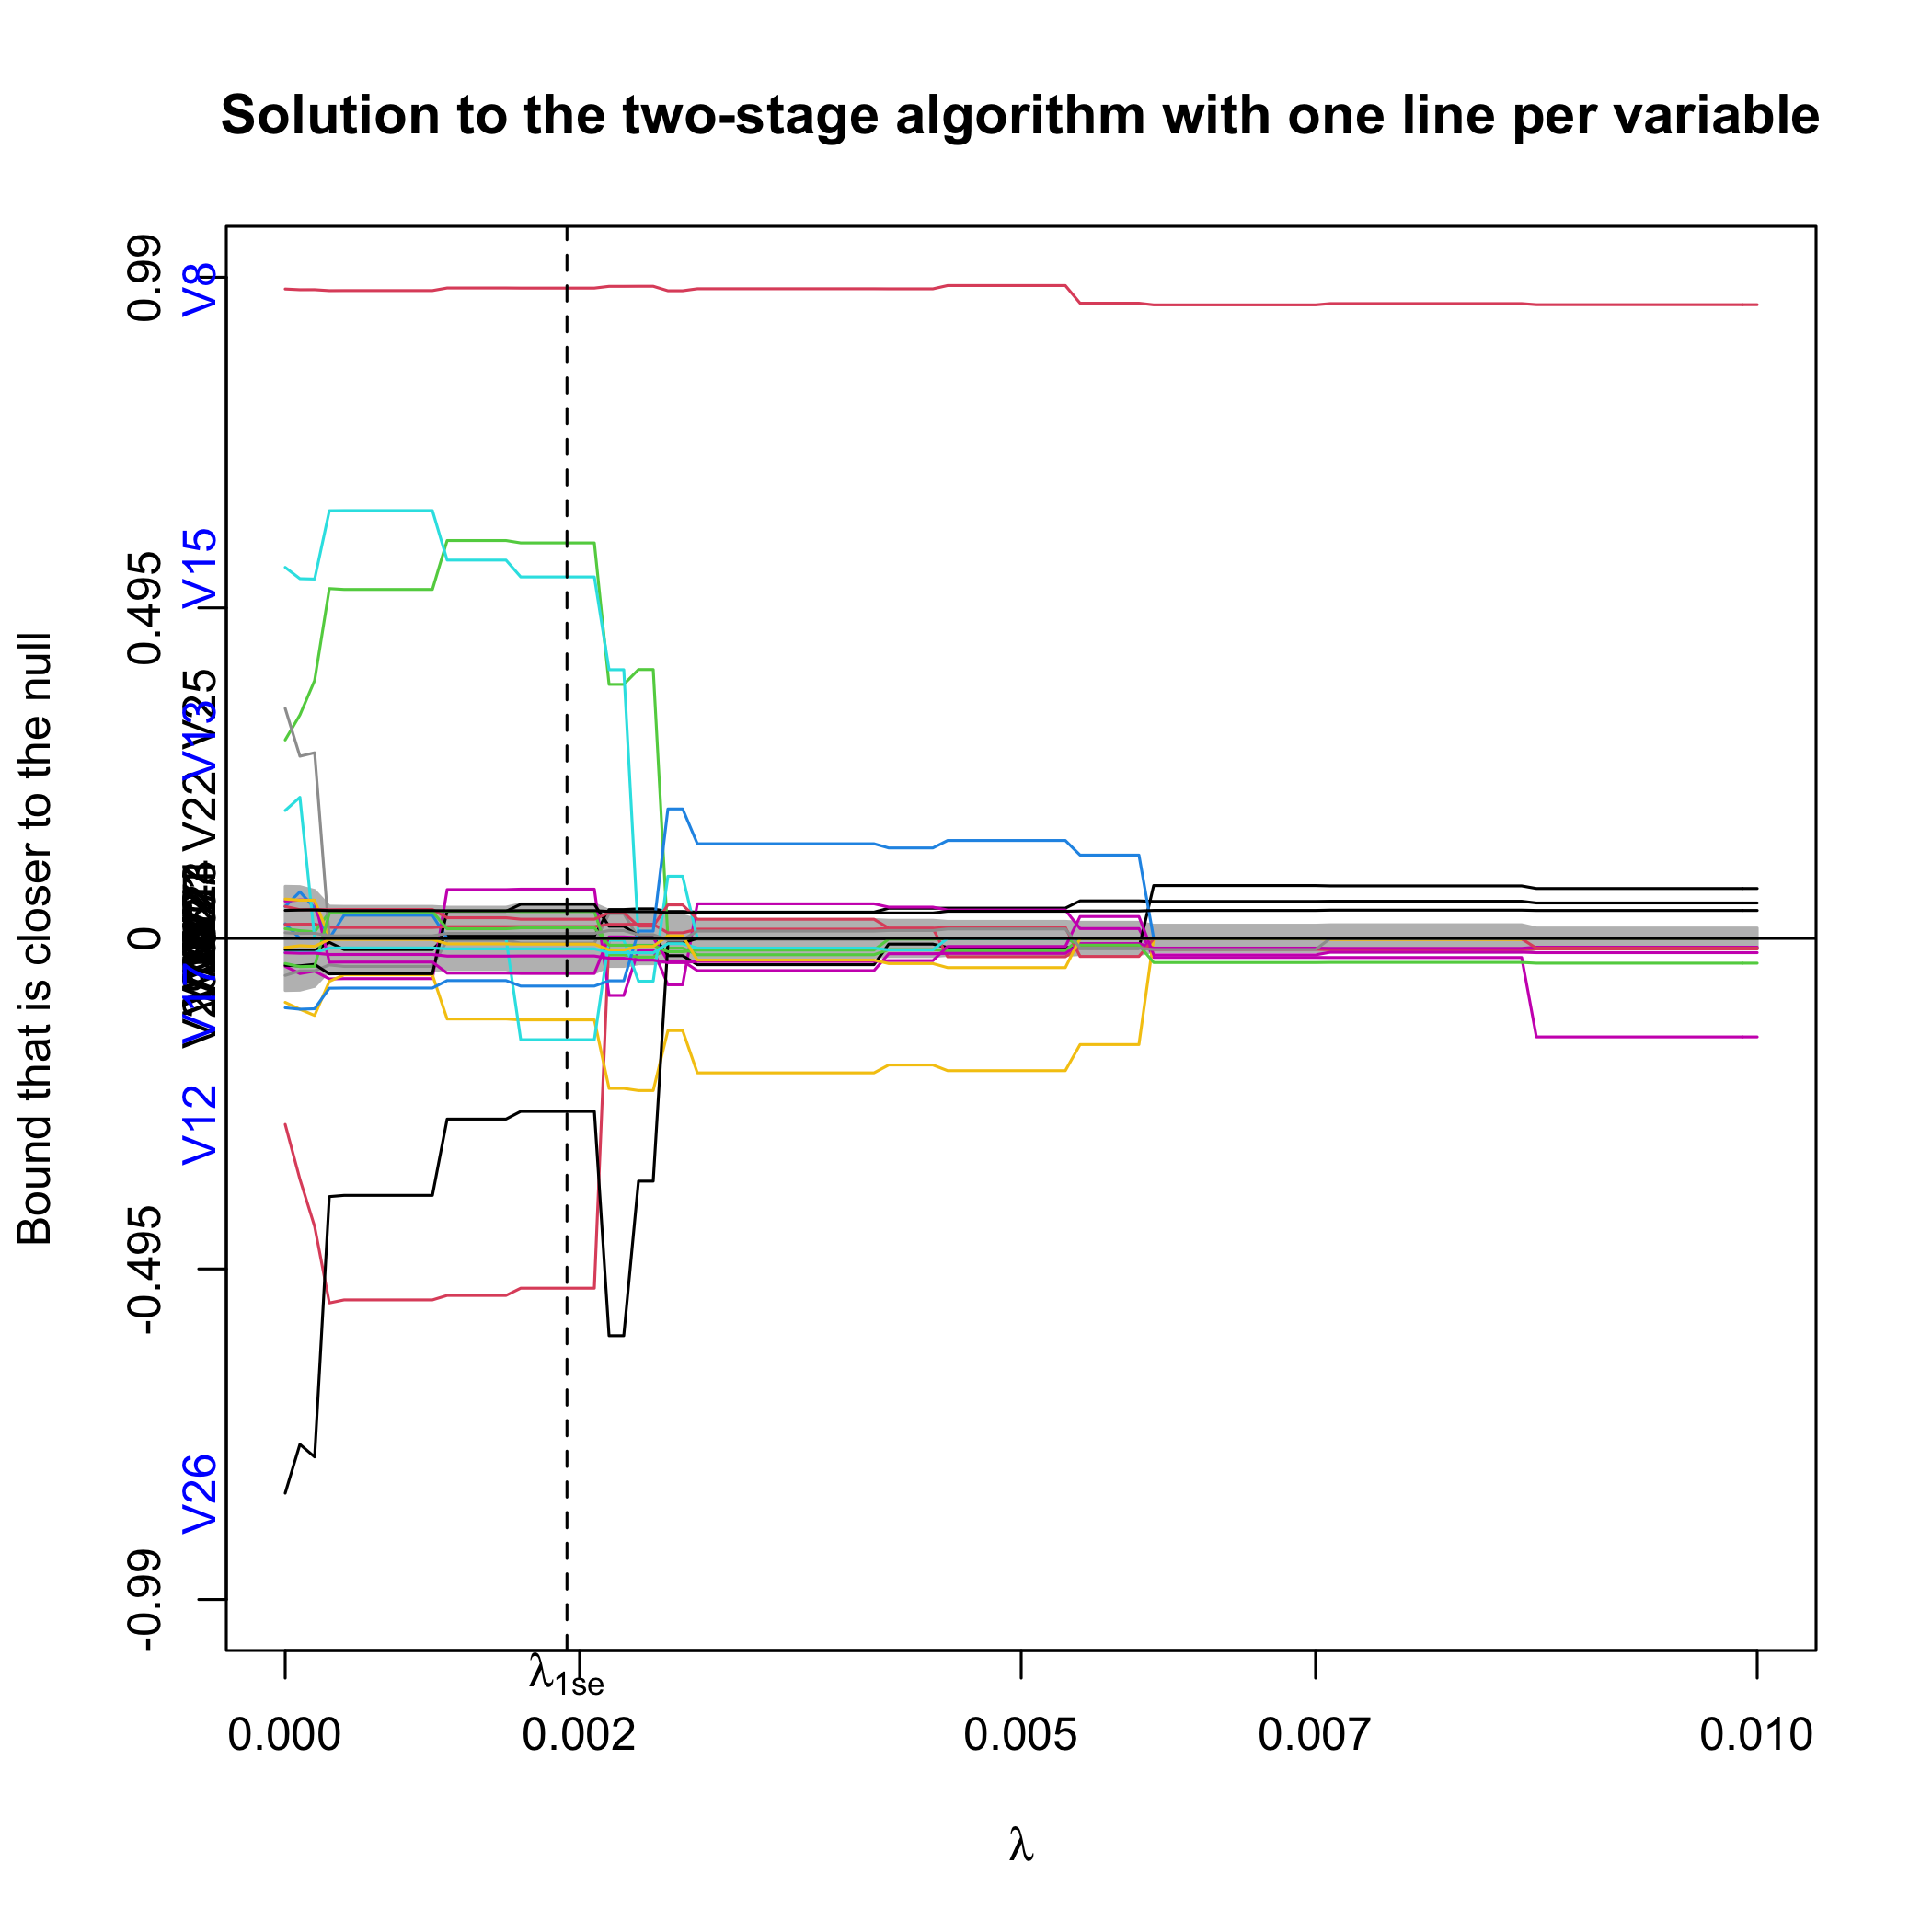 Solution to the two-stage algorithm with one line per variable
Bound that is closer to the null
0.99
0.495
0
-0.495
-0.99
V8
V15
V25
V13
V22
V17
V12
V26
λ1se
0.000
0.002
0.005
0.007
0.010
λ